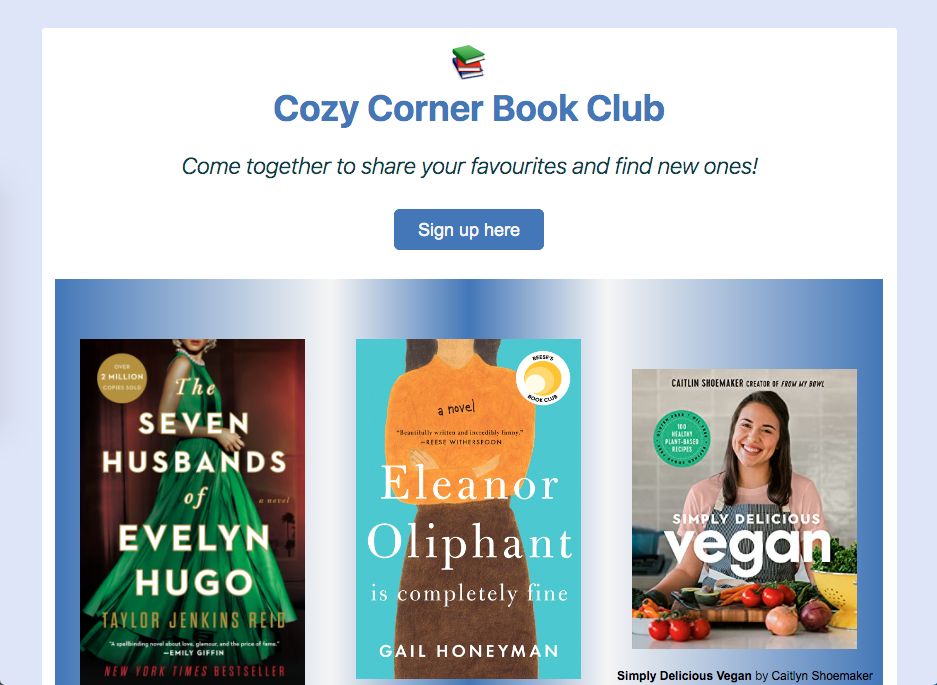 Cozy Corner Book Club
Come together to share your favourites and find new ones!
Sign up here
OVER
2 MILLION
COPIES SOLD
The
SEVEN
HUSBANDS
of
a novel
EVELYN
HUGO
TAYLOR JENKINS REID
"A spellbinding novel about love, glamour, and the price of fame."
—EMILY GIFFIN
NEW YORK TIMES BESTSELLER
REESE'S
BOOK CLUB
a novel
"Beautifully written and incredibly funny."
—REESE WITHERSPOON
Eleanor
Oliphant
is completely fine
GAIL HONEYMAN
CAITLIN SHOEMAKER CREATOR OF FROM MY BOWL
100
HEALTHY
PLANT-BASED
RECIPES
SIMPLY DELICIOUS
vegan
Simply Delicious Vegan by Caitlyn Shoemaker